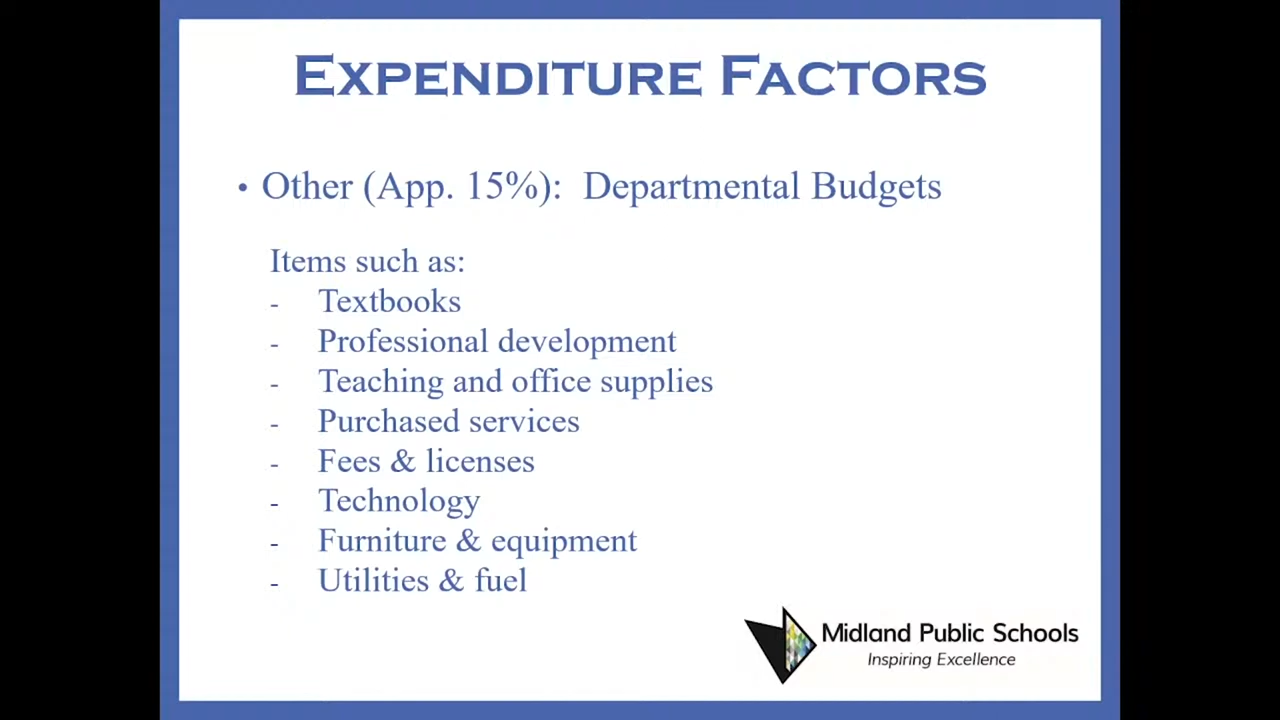 EXPENDITURE FACTORS
• Other (App. 15%): Departmental Budgets
Items such as:
- Textbooks
- Professional development
- Teaching and office supplies
- Purchased services
- Fees & licenses
- Technology
- Furniture & equipment
- Utilities & fuel
Midland Public Schools
Inspiring Excellence